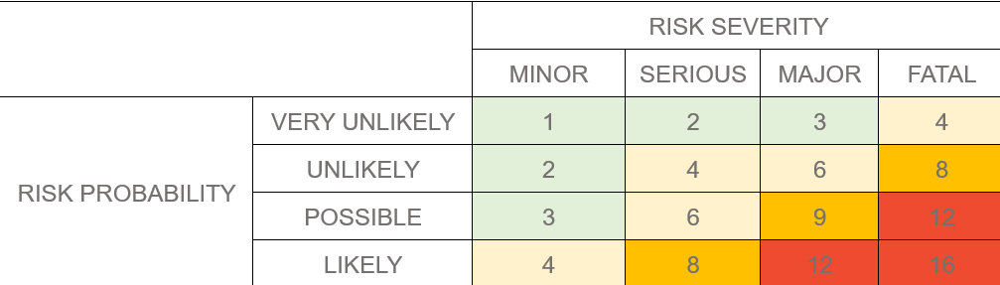 RISK SEVERITY
MINOR SERIOUS MAJOR FATAL
VERY UNLIKELY 1 2 3 4
UNLIKELY 2 4 6 8
RISK PROBABILITY
POSSIBLE 3 6 9 12
LIKELY 4 8 12 16